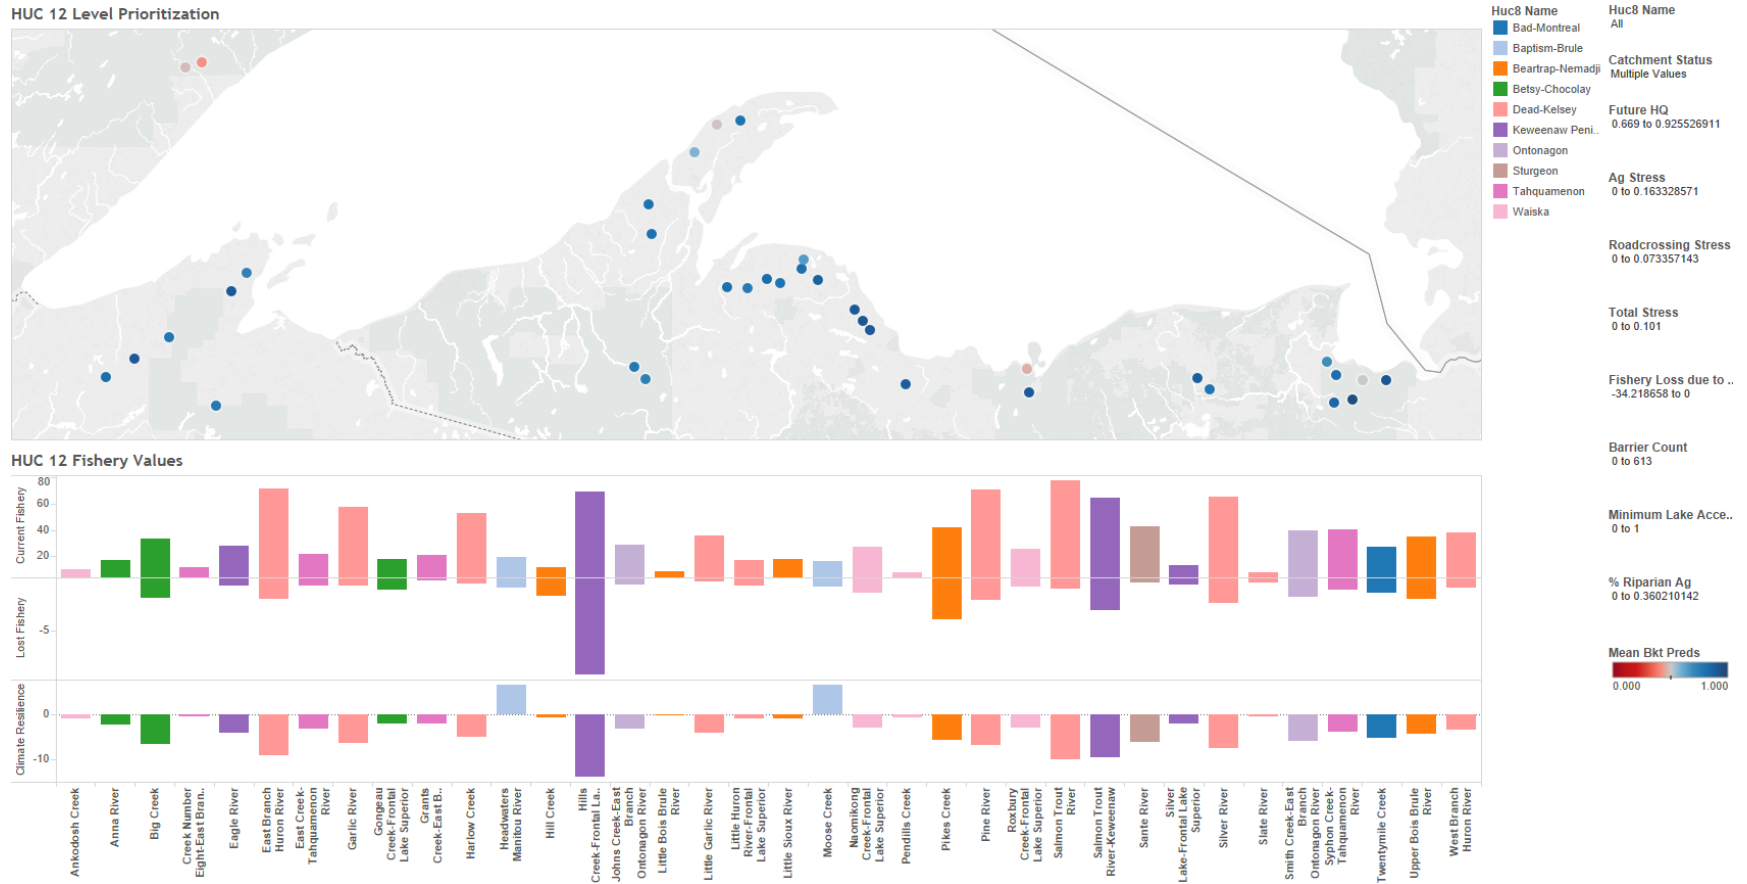 HUC 12 Level Prioritization
Huc8 Name
Bad-Montreal
Baptism-Brule
Beartrap-Nemadji
Betsy-Chocolay
Dead-Kelsey
Keweenaw Peni..
Ontonagon
Sturgeon
Tahquamenon
Waiska
Huc8 Name
All
Catchment Status
Multiple Values
Future HQ
0.669 to 0.925526911
Ag Stress
0 to 0.163328571
Roadcrossing Stress
0 to 0.073357143
Total Stress
0 to 0.101
Fishery Loss due to ..
-34.218658 to 0
Barrier Count
0 to 613
Minimum Lake Acce..
0 to 1
% Riparian Ag
0 to 0.360210142
Mean Bkt Preds
0.000 1.000
HUC 12 Fishery Values
Current Fishery
80
60
40
20
Lost Fishery
-5
Climate Resilience
0
-10
Ankodosh Creek
Anna River
Big Creek
Creek Number
Eight-East Bran..
Eagle River
East Branch
Huron River
East Creek-
Tahquamenon
River
Garlic River
Gongeau
Creek-Frontal
Lake Superior
Grants
Creek-East B..
Harlow Creek
Headwaters
Manitou River
Hill Creek
Hills
Creek-Frontal La..
Johns Creek-East
Branch
Ontonagon River
Little Bois Brule
River
Little Garlic River
Little Huron
River-Frontal
Lake Superior
Little Sioux River
Moose Creek
Naomikong
Creek-Frontal
Lake Superior
Pendills Creek
Pikes Creek
Pine River
Roxbury
Creek-Frontal
Lake Superior
Salmon Trout
River
Salmon Trout
River-Keweenaw
Sante River
Silver
Lake-Frontal Lake
Superior
Silver River
Slate River
Smith Creek-East
Branch
Ontonagon River
Syphon Creek-
Tahquamenon
River
Twentymile Creek
Upper Bois Brule
River
West Branch
Huron River